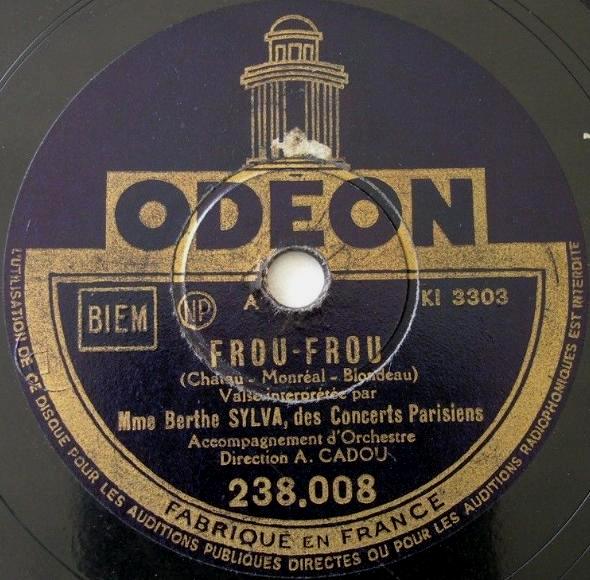 ODEON
BIEM
NP
A
KI 3303
FROU-FROU
(Chatau - Monréal - Blondeau)
Valse interprétée par
Mme Berthe SYLVA, des Concerts Parisiens
Accompagnement d'Orchestre
Direction A. CADOU
238.008
FABRIQUÉ EN FRANCE
L'UTILISATION DE CE DISQUE POUR LES AUDITIONS PUBLIQUES DIRECTES OU POUR LES AUDITIONS RADIOPHONIQUES EST INTERDITE